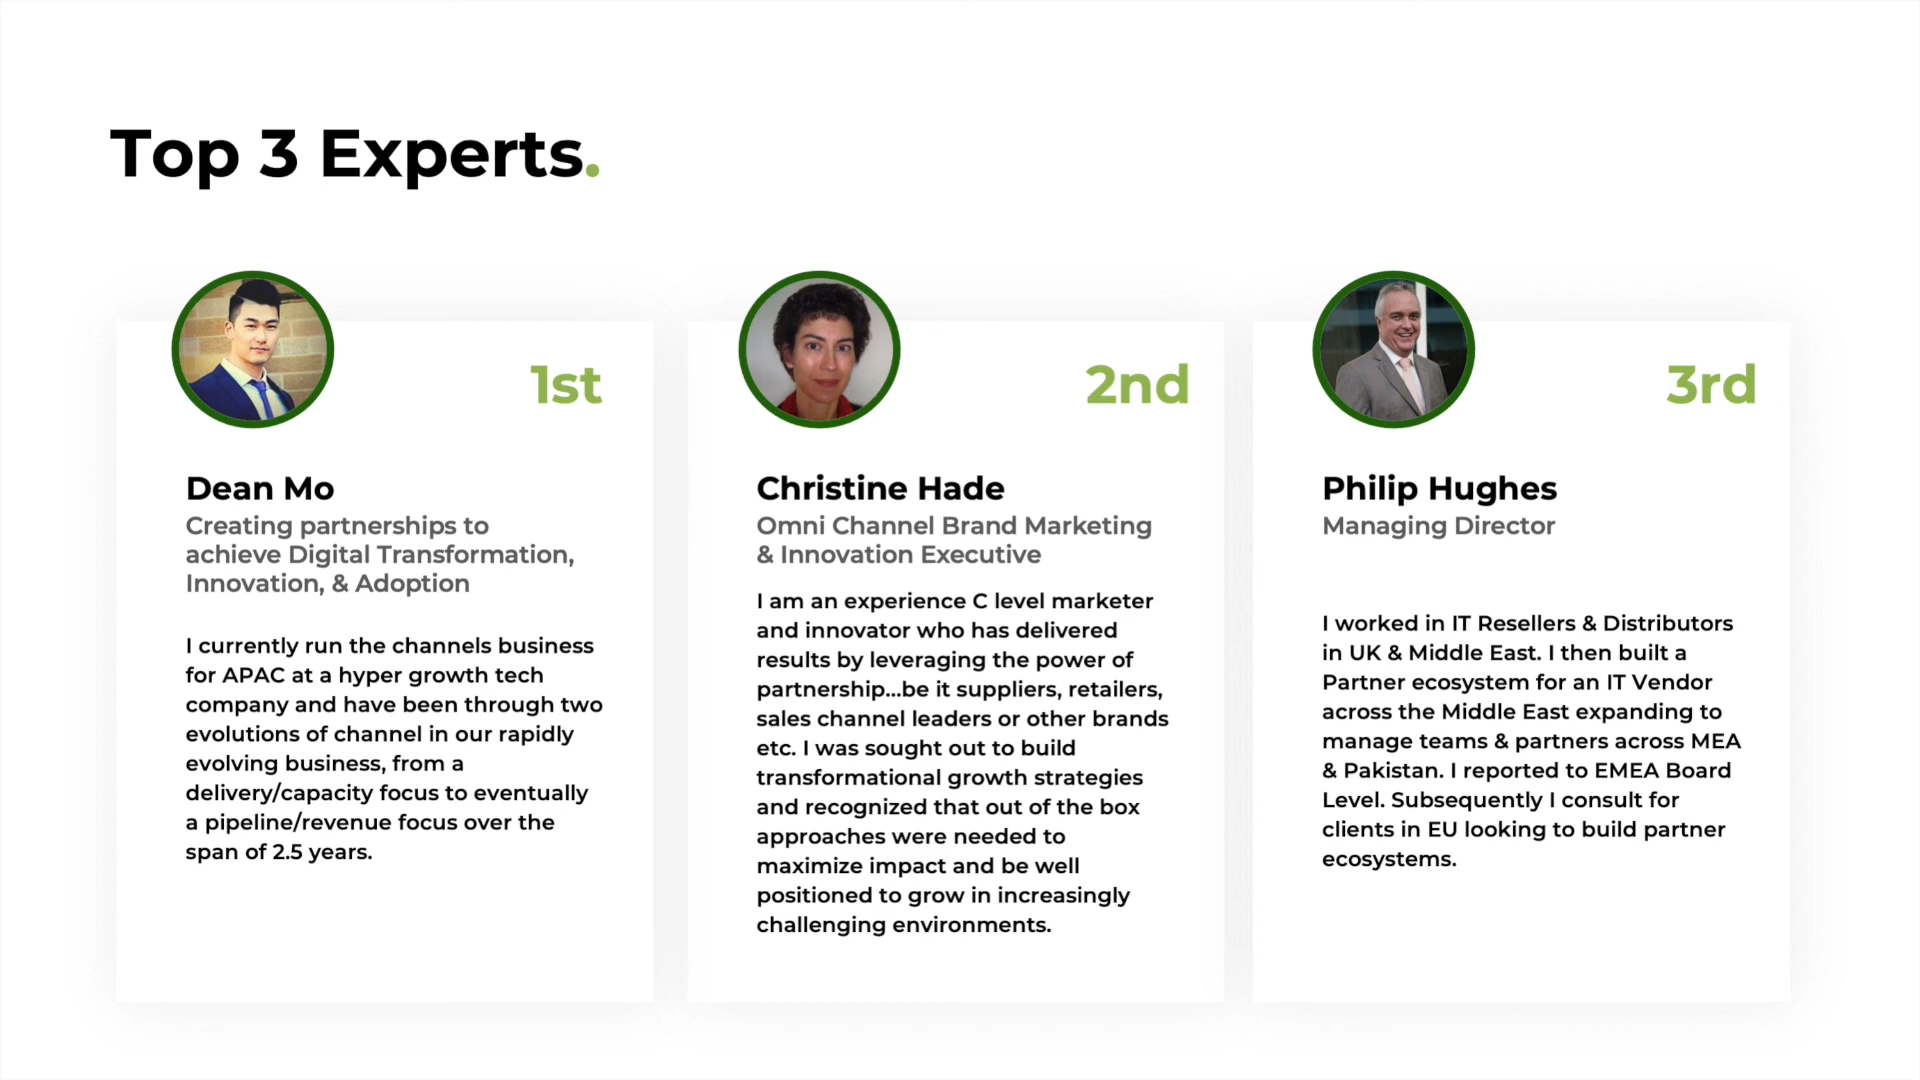 Top 3 Experts.
1st
Dean Mo
Creating partnerships to
achieve Digital Transformation,
Innovation, & Adoption
I currently run the channels business
for APAC at a hyper growth tech
company and have been through two
evolutions of channel in our rapidly
evolving business, from a
delivery/capacity focus to eventually
a pipeline/revenue focus over the
span of 2.5 years.
2nd
Christine Hade
Omni Channel Brand Marketing
& Innovation Executive
I am an experience C level marketer
and innovator who has delivered
results by leveraging the power of
partnership...be it suppliers, retailers,
sales channel leaders or other brands
etc. I was sought out to build
transformational growth strategies
and recognized that out of the box
approaches were needed to
maximize impact and be well
positioned to grow in increasingly
challenging environments.
3rd
Philip Hughes
Managing Director
I worked in IT Resellers & Distributors
in UK & Middle East. I then built a
Partner ecosystem for an IT Vendor
across the Middle East expanding to
manage teams & partners across MEA
& Pakistan. I reported to EMEA Board
Level. Subsequently I consult for
clients in EU looking to build partner
ecosystems.